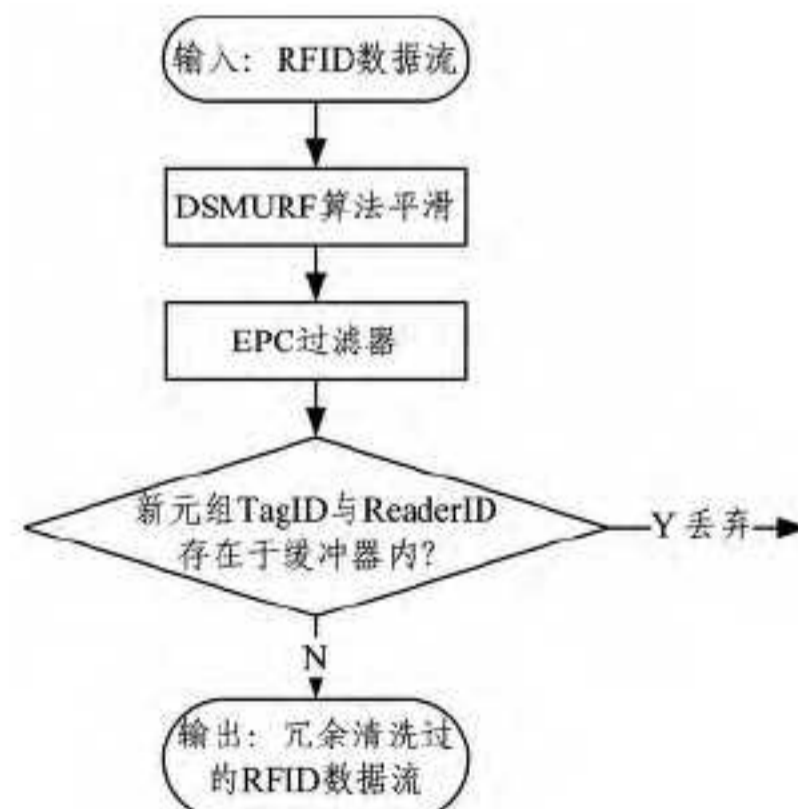 输入：RFID数据流
DSMURF算法平滑
EPC过滤器
新元组TagID与ReaderID
存在于缓冲器内?
Y 丢弃
N
输出：冗余清洗过
的RFID数据流